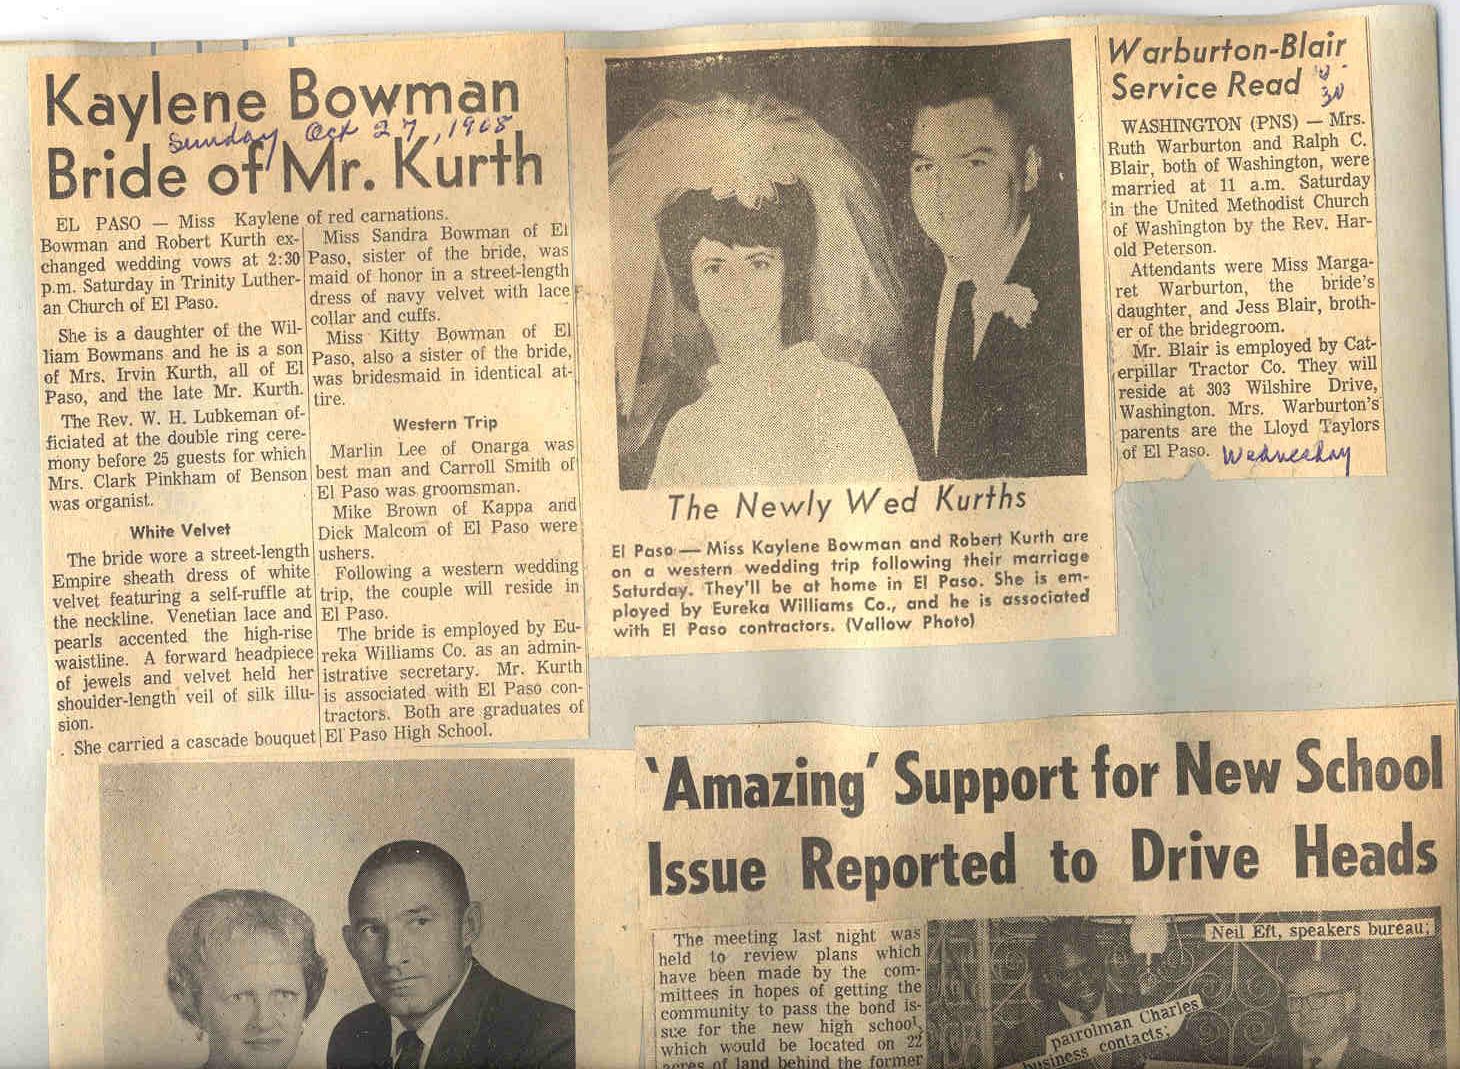 Kaylene Bowman
Sunday Oct 27, 1968
Bride of Mr. Kurth
EL PASO — Miss Kaylene
Bowman and Robert Kurth ex-
changed wedding vows at 2:30
p.m. Saturday in Trinity Luther-
an Church of El Paso.
She is a daughter of the Wil-
liam Bowmans and he is a son
of Mrs. Irvin Kurth, all of El
Paso, and the late Mr. Kurth.
The Rev. W. H. Lubkeman of-
ficiated at the double ring cere-
mony before 25 guests for which
Mrs. Clark Pinkham of Benson
was organist.
White Velvet
The bride wore a street-length
Empire sheath dress of white
velvet featuring a self-ruffle at
the neckline. Venetian lace and
pearls accented the high-rise
waistline. A forward headpiece
of jewels and velvet held her
shoulder-length veil of silk illu-
sion.
She carried a cascade bouquet
of red carnations.
Miss Sandra Bowman of El
Paso, sister of the bride, was
maid of honor in a street-length
dress of navy velvet with lace
collar and cuffs.
Miss Kitty Bowman of El
Paso, also a sister of the bride,
was bridesmaid in identical at-
tire.
Western Trip
Marlin Lee of Onarga was
best man and Carroll Smith of
El Paso was groomsman.
Mike Brown of Kappa and
Dick Malcom of El Paso were
ushers.
Following a western wedding
trip, the couple will reside in
El Paso.
The bride is employed by Eu-
reka Williams Co. as an admin-
istrative secretary. Mr. Kurth
is associated with El Paso con-
tractors. Both are graduates of
El Paso High School.
The Newly Wed Kurths
El Paso — Miss Kaylene Bowman and Robert Kurth are
on a western wedding trip following their marriage
Saturday. They'll be at home in El Paso. She is em-
ployed by Eureka Williams Co., and he is associated
with El Paso contractors. (Vallow Photo)
Warburton-Blair
Service Read
30
WASHINGTON (PNS) — Mrs.
Ruth Warburton and Ralph C.
Blair, both of Washington, were
married at 11 a.m. Saturday
in the United Methodist Church
of Washington by the Rev. Har-
old Peterson.
Attendants were Miss Marga-
ret Warburton, the bride's
daughter, and Jess Blair, broth-
er of the bridegroom.
Mr. Blair is employed by Cat-
erpillar Tractor Co. They will
reside at 303 Wilshire Drive,
Washington. Mrs. Warburton's
parents are the Lloyd Taylors
of El Paso. Wednesday
'Amazing' Support for New School
Issue Reported to Drive Heads
The meeting last night was
held to review plans which
have been made by the com-
mittees in hopes of getting the
community to pass the bond is-
sue for the new high school,
which would be located on 22
acres of land behind the former
Neil Eft, speakers bureau;
patrolman Charles
business contacts;